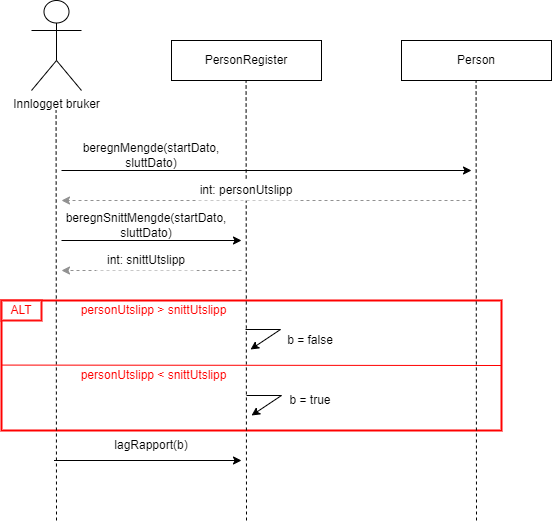 PersonRegister
Person
Innlogget bruker
beregnMengde(startDato,
sluttDato)
int: personUtslipp
beregnSnittMengde(startDato,
sluttDato)
int: snittUtslipp
ALT
personUtslipp > snittUtslipp
b = false
personUtslipp < snittUtslipp
b = true
lagRapport(b)